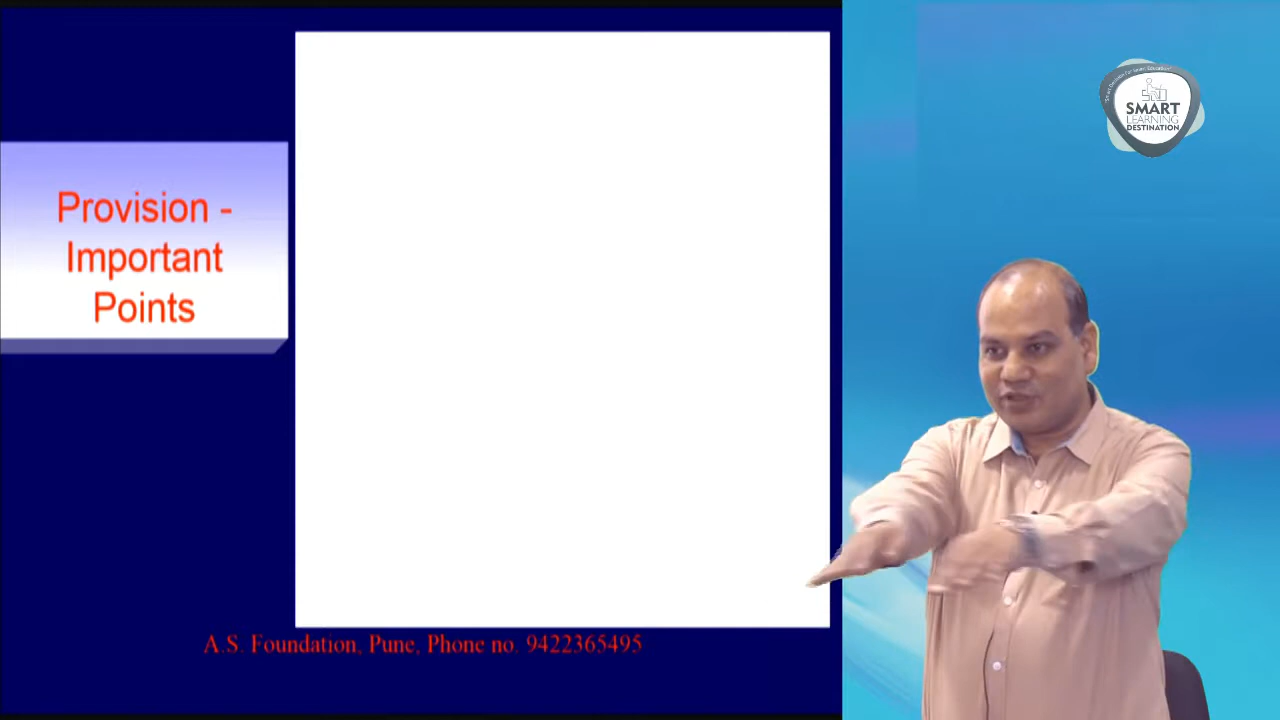 Provision -
Important
Points
A.S. Foundation, Pune, Phone no. 9422365495
SMART
LEARNING
DESTINATION